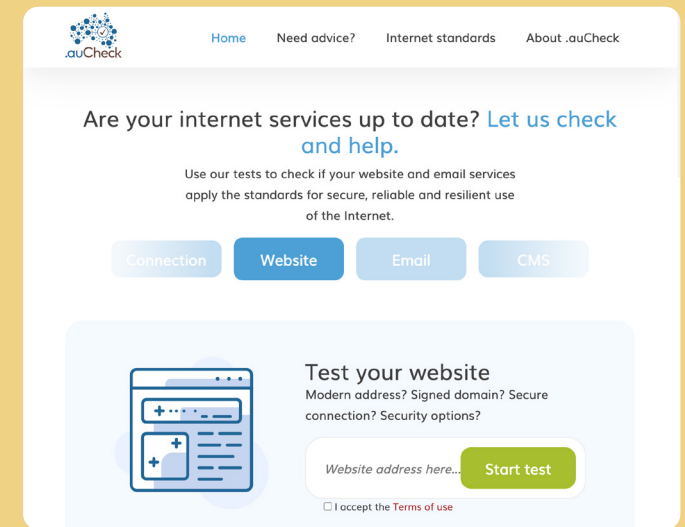 .auCheck
Home Need advice? Internet standards About .auCheck
Are your internet services up to date? Let us check
and help.
Use our tests to check if your website and email services
apply the standards for secure, reliable and resilient use
of the Internet.
Connection Website Email CMS
Test your website
Modern address? Signed domain? Secure
connection? Security options?
Website address here... Start test
I accept the Terms of use